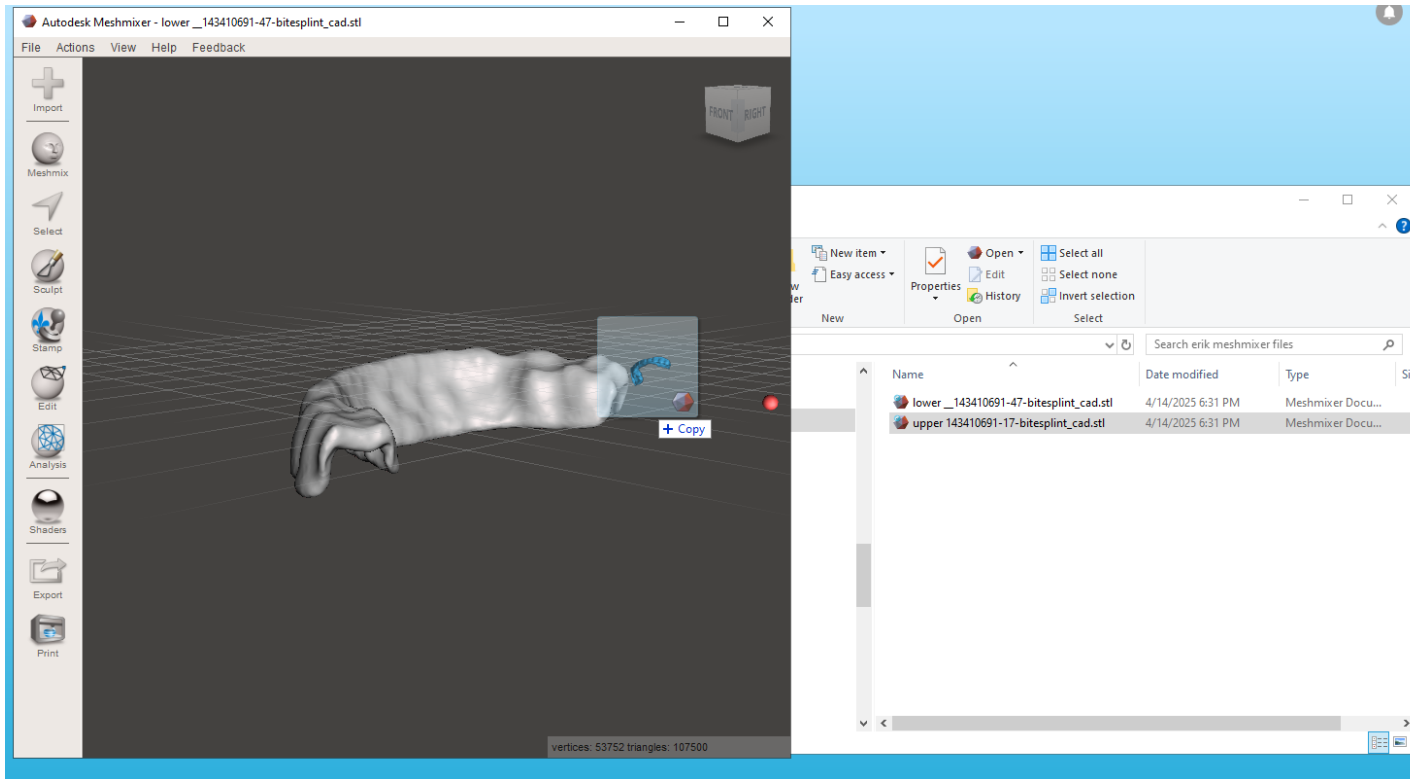 Autodesk Meshmixer - lower __143410691-47-bitesplint_cad.stl
File Actions View Help Feedback
Import
Meshmix
Select
Sculpt
Stamp
Edit
Analysis
Shaders
Export
Print
FRONT RIGHT
+ Copy
vertices: 53752 triangles: 107500
New item
Easy access
w
der
New
Properties
Open
Edit
History
Open
Select all
Select none
Invert selection
Select
Search erik meshmixer files
Name Date modified Type Si
lower __143410691-47-bitesplint_cad.stl 4/14/2025 6:31 PM Meshmixer Docu...
upper 143410691-17-bitesplint_cad.stl 4/14/2025 6:31 PM Meshmixer Docu...